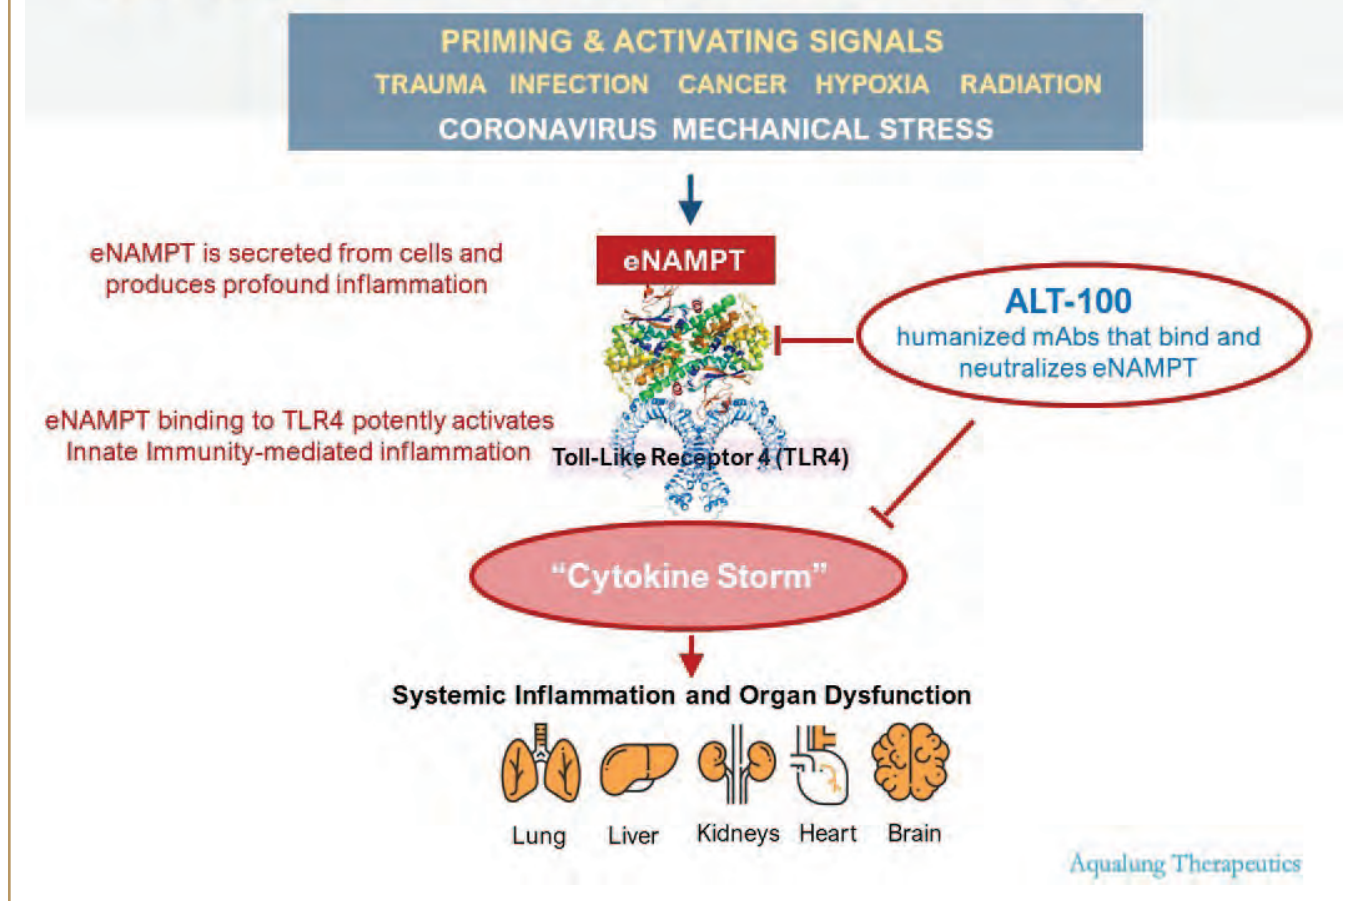 PRIMING & ACTIVATING SIGNALS
TRAUMA INFECTION CANCER HYPOXIA RADIATION
CORONAVIRUS MECHANICAL STRESS
eNAMPT is secreted from cells and
produces profound inflammation
eNAMPT
ALT-100
humanized mAbs that bind and
neutralizes eNAMPT
eNAMPT binding to TLR4 potently activates
Innate Immunity-mediated inflammation
Toll-Like Receptor 4 (TLR4)
“Cytokine Storm”
Systemic Inflammation and Organ Dysfunction
Lung Liver Kidneys Heart Brain
Aqualung Therapeutics